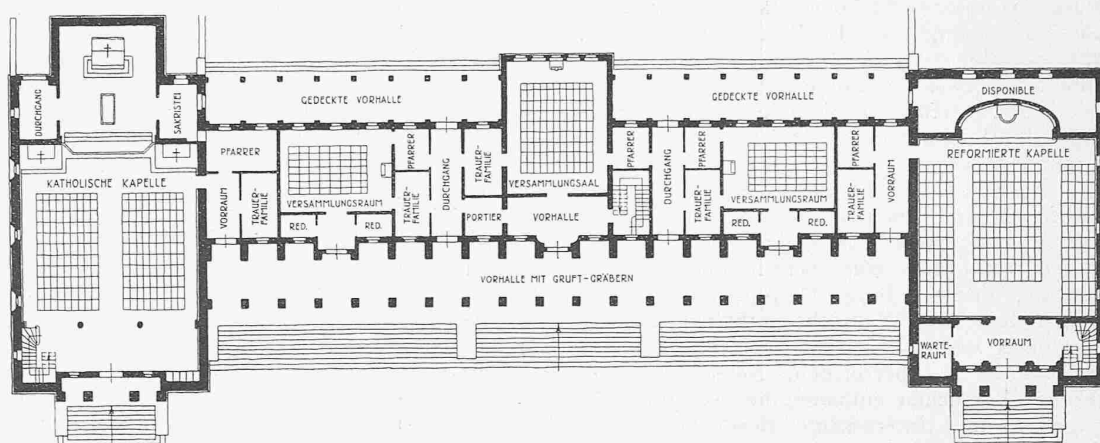 DISPONIBLE
DURCHGANG
SAKRISTEI
GEDECKTE VORHALLE
GEDECKTE VORHALLE
PFARRER
PFARRER
TRAUER-
FAMILIE
PFARRER
DURCHGANG
PFARRER
PFARRER
REFORMIERTE KAPELLE
KATHOLISCHE KAPELLE
VORRAUM
TRAUER-
FAMILIE
VERSAMMLUNGSRAUM
TRAUER-
FAMILIE
DURCHGANG
VERSAMMLUNGSAAL
TRAUER-
FAMILIE
VERSAMMLUNGSRAUM
TRAUER-
FAMILIE
VORRAUM
RED.
RED.
PORTIER
VORHALLE
RED.
RED.
VORHALLE MIT GRUFT-GRÄBERN
WARTE-
RAUM
VORRAUM